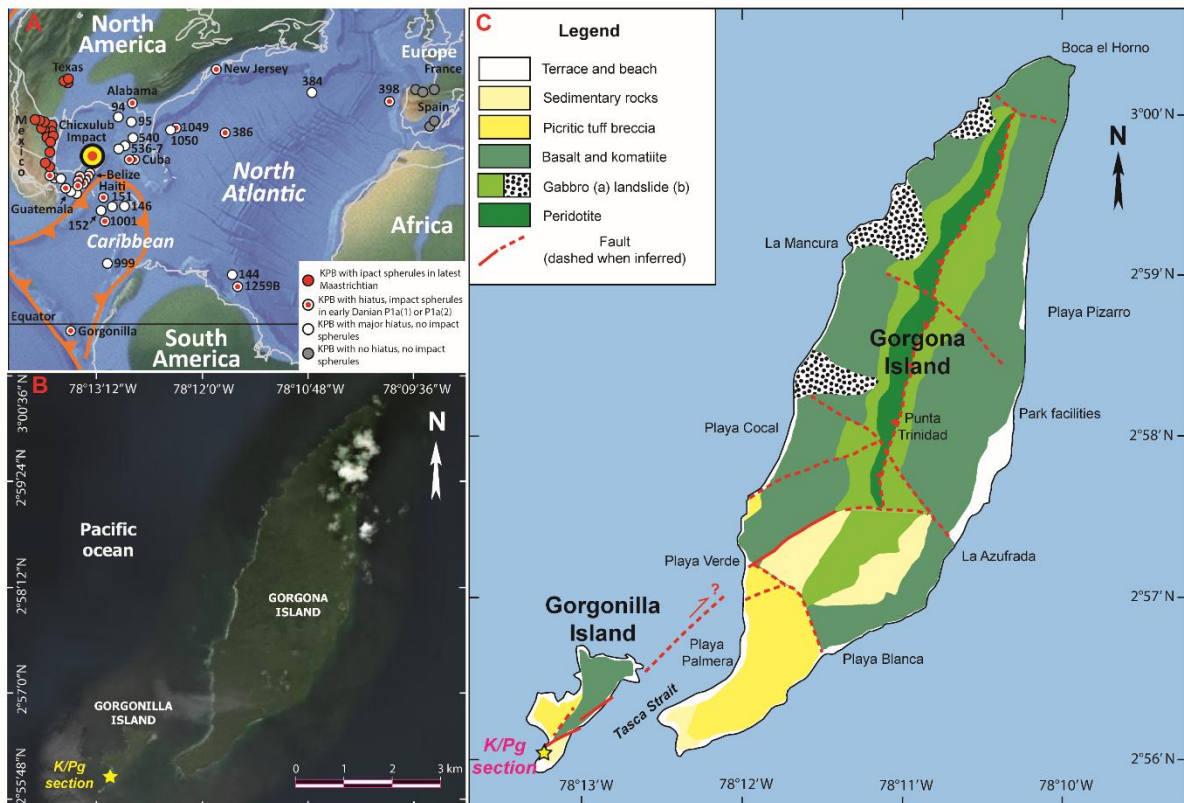 A
North
America
Europe
France
Spain
Texas
New Jersey
384
398
Alabama
94
95
1049
1050
386
Mexico
Chicxulub
Impact
540
536-7
Cuba
North
Atlantic
Belize
Haiti
Guatemala
151
146
152
1001
Africa
Caribbean
999
144
1259B
Equator
Gorgonilla
South
America
KPB with ipact spherules in latest
Maastrichtian
KPB with hiatus, impact spherules
in early Danian P1a(1) or P1a(2)
KPB with major hiatus, no impact
spherules
KPB with no hiatus, no impact
spherules
B
78°13'12"W
78°12'0"W
78°10'48"W
78°9'36"W
3°00'36"N
2°59'24"N
2°58'12"N
2°57'0"N
2°55'48"N
N
Pacific
ocean
GORGONA
ISLAND
GORGONILLA
ISLAND
K/Pg
section
0 1 2 3 km
C
Legend
Terrace and beach
Sedimentary rocks
Picritic tuff breccia
Basalt and komatiite
Gabbro (a) landslide (b)
Peridotite
Fault
(dashed when inferred)
Boca el Horno
N
3°00'N
La Mancura
2°59'N
Playa Pizarro
Gorgona
Island
Park facilities
Punta
Trinidad
Playa Cocal
2°58'N
La Azufrada
Playa Verde
?
2°57'N
Gorgonilla
Island
Playa
Palmera
Playa Blanca
Tasca Strait
K/Pg
section
2°56'N
78°13'W
78°12'W
78°11'W
78°10'W